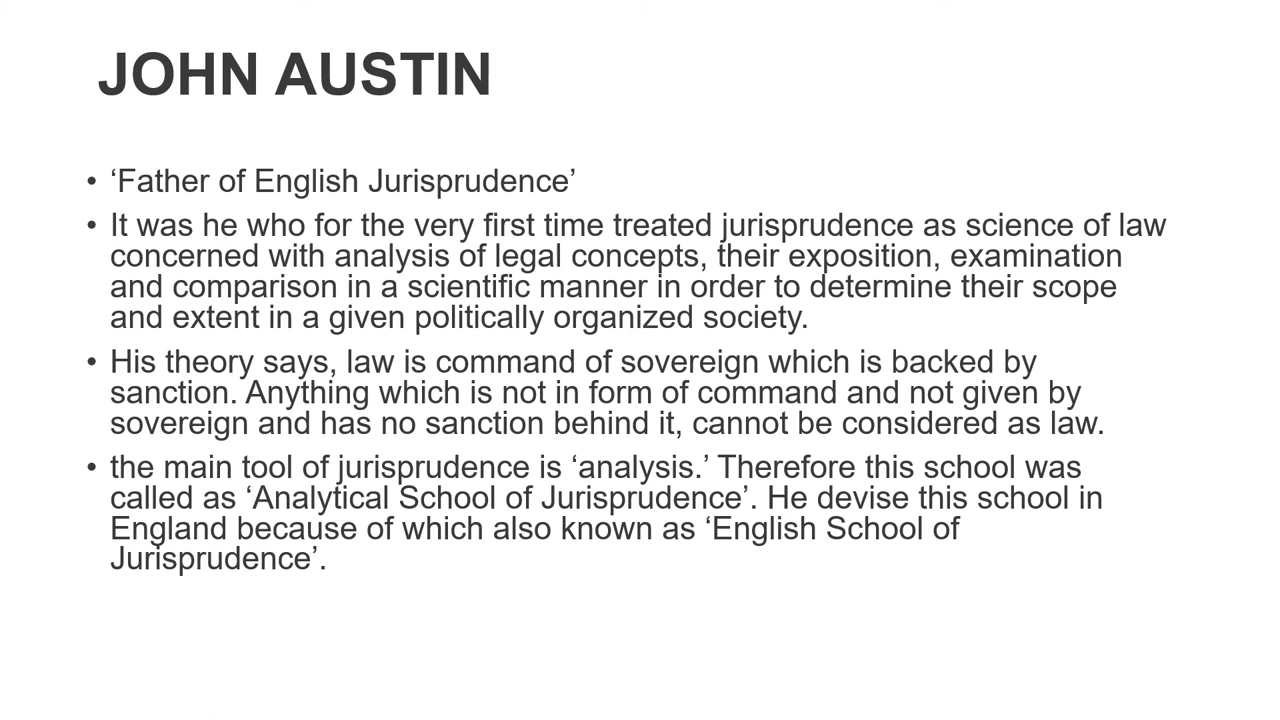 JOHN AUSTIN
• ‘Father of English Jurisprudence’
• It was he who for the very first time treated jurisprudence as science of law
concerned with analysis of legal concepts, their exposition, examination
and comparison in a scientific manner in order to determine their scope
and extent in a given politically organized society.
• His theory says, law is command of sovereign which is backed by
sanction. Anything which is not in form of command and not given by
sovereign and has no sanction behind it, cannot be considered as law.
• the main tool of jurisprudence is ‘analysis.’ Therefore this school was
called as ‘Analytical School of Jurisprudence’. He devise this school in
England because of which also known as ‘English School of
Jurisprudence’.